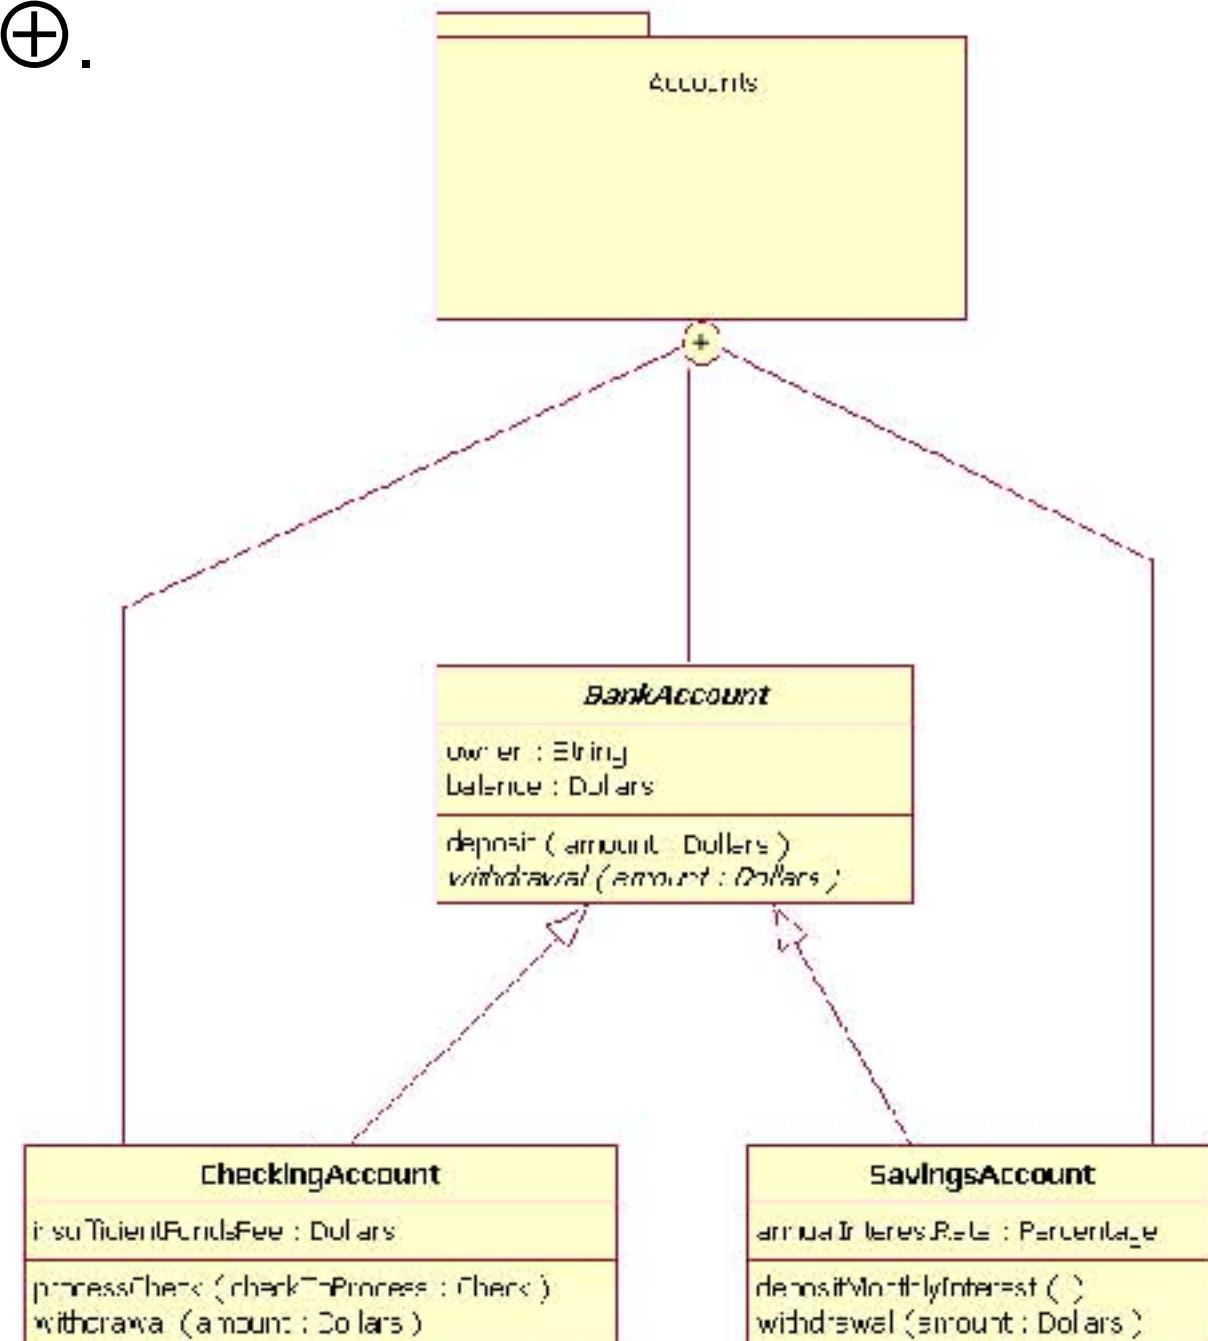 ⊕.
Accounts
+
BankAccount
owner : String
balance : Dollars
deposit ( amount : Dollars )
withdrawal ( amount : Dollars )
CheckingAccount
insufficientFundsFee : Dollars
processCheck ( checkToProcess : Check )
withdrawal ( amount : Dollars )
SavingsAccount
annualInterestRate : Percentage
depositMonthlyInterest ( )
withdrawal ( amount : Dollars )